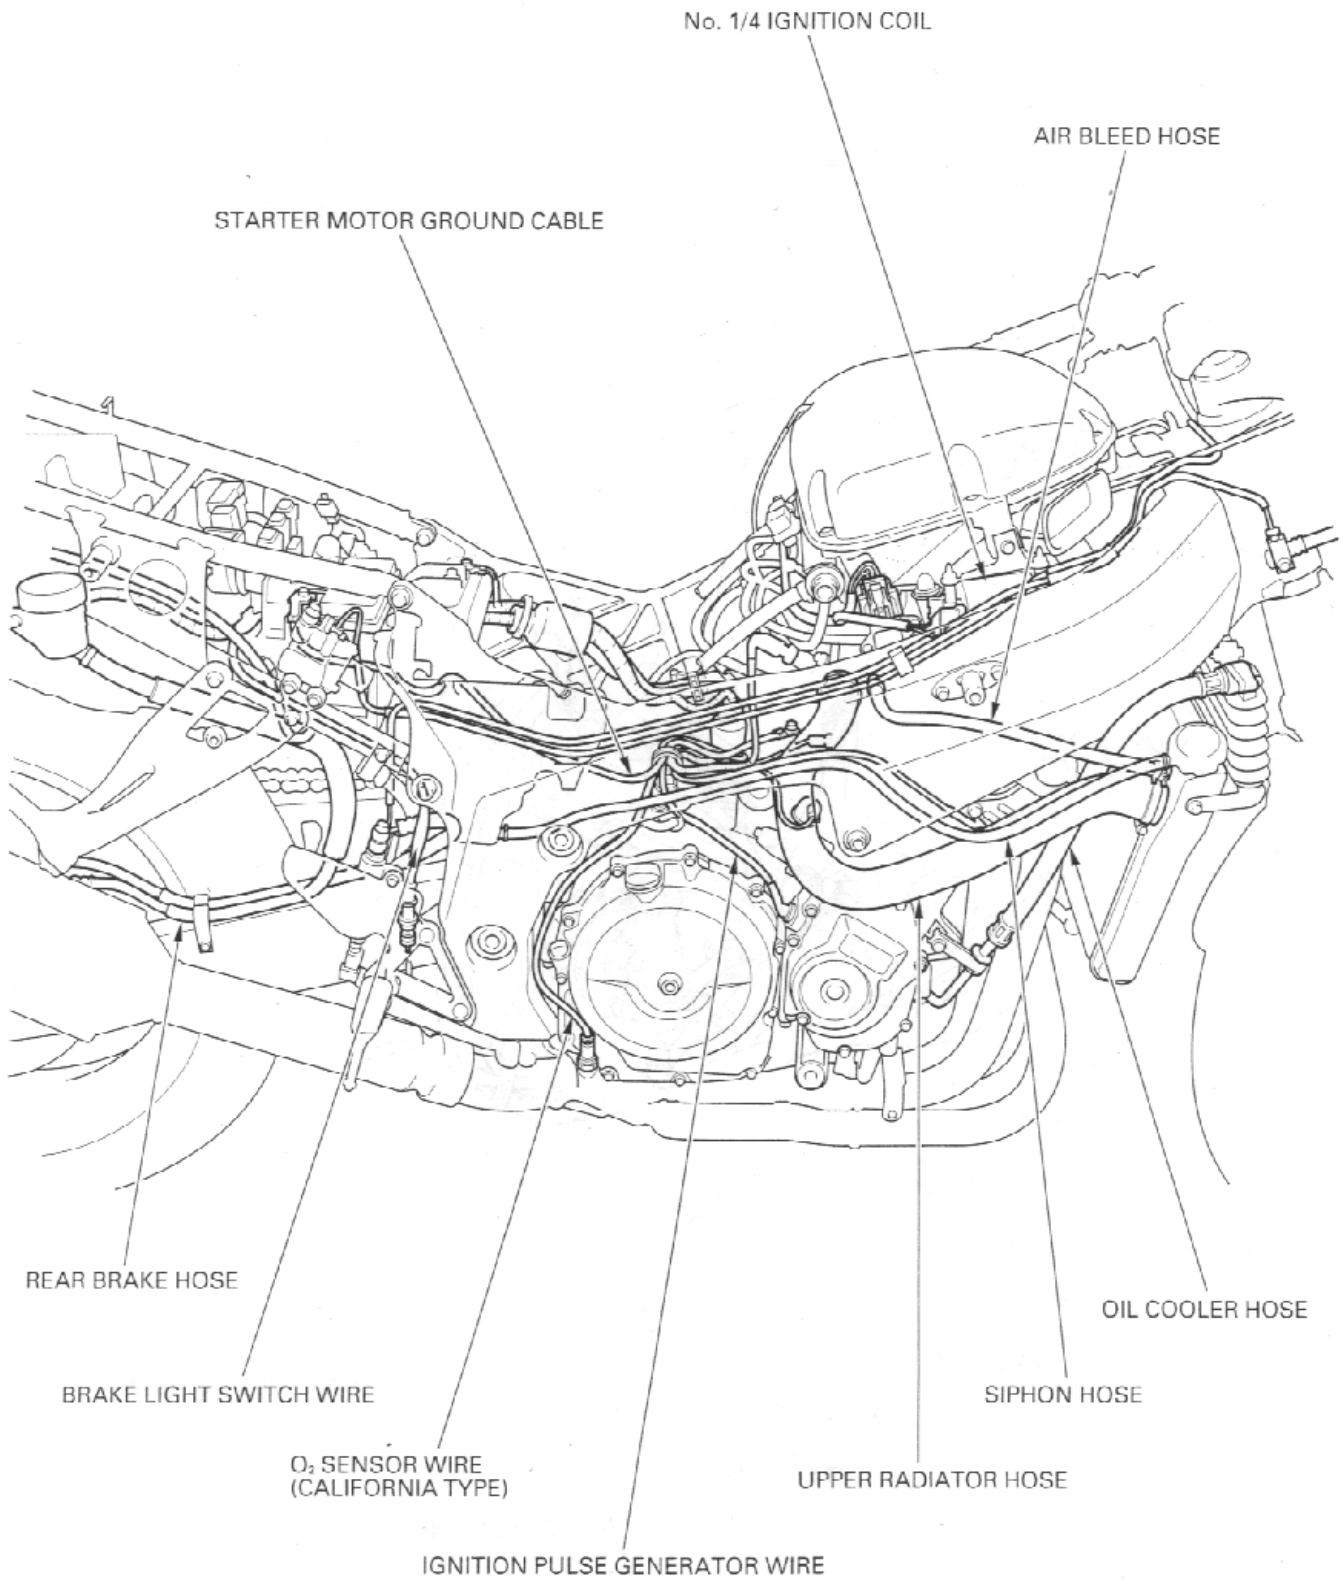 No. 1/4 IGNITION COIL
AIR BLEED HOSE
STARTER MOTOR GROUND CABLE
REAR BRAKE HOSE
OIL COOLER HOSE
BRAKE LIGHT SWITCH WIRE
SIPHON HOSE
O₂ SENSOR WIRE
(CALIFORNIA TYPE)
UPPER RADIATOR HOSE
IGNITION PULSE GENERATOR WIRE